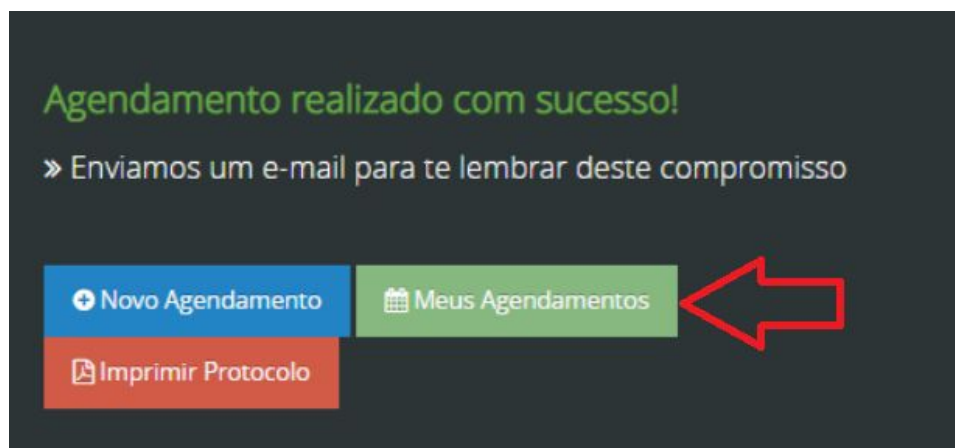 Agendamento realizado com sucesso!
» Enviamos um e-mail para te lembrar deste compromisso
Novo Agendamento
Meus Agendamentos
Imprimir Protocolo